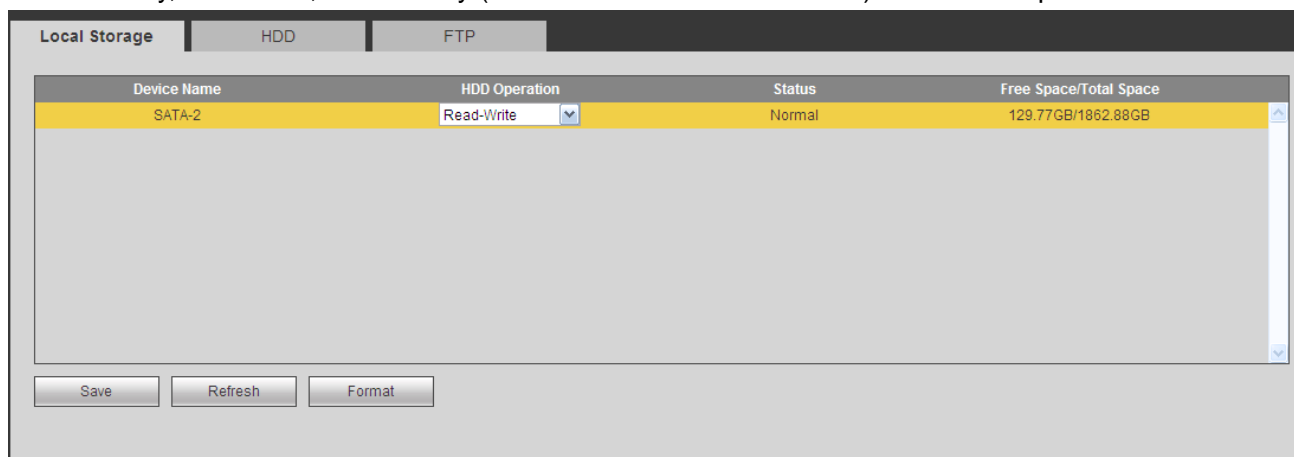 Local Storage HDD FTP
Device Name HDD Operation Status Free Space/Total Space
SATA-2 Read-Write Normal 129.77GB/1862.88GB
Save Refresh Format